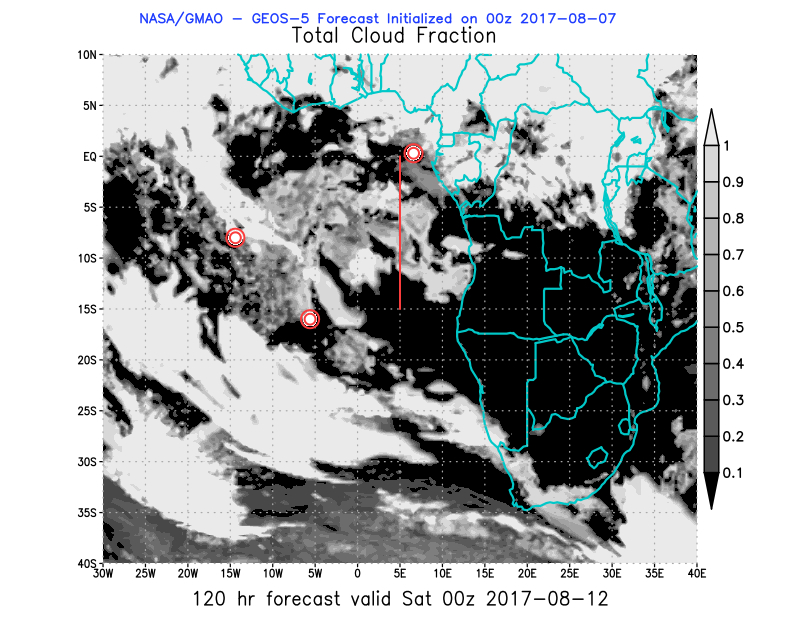 NASA/GMAO - GEOS-5 Forecast Initialized on 00z 2017-08-07
Total Cloud Fraction
10N
5N
EQ
5S
10S
15S
20S
25S
30S
35S
40S
30W 25W 20W 15W 10W 5W 0 5E 10E 15E 20E 25E 30E 35E 40E
1
0.9
0.8
0.7
0.6
0.5
0.4
0.3
0.2
0.1
120 hr forecast valid Sat 00z 2017-08-12